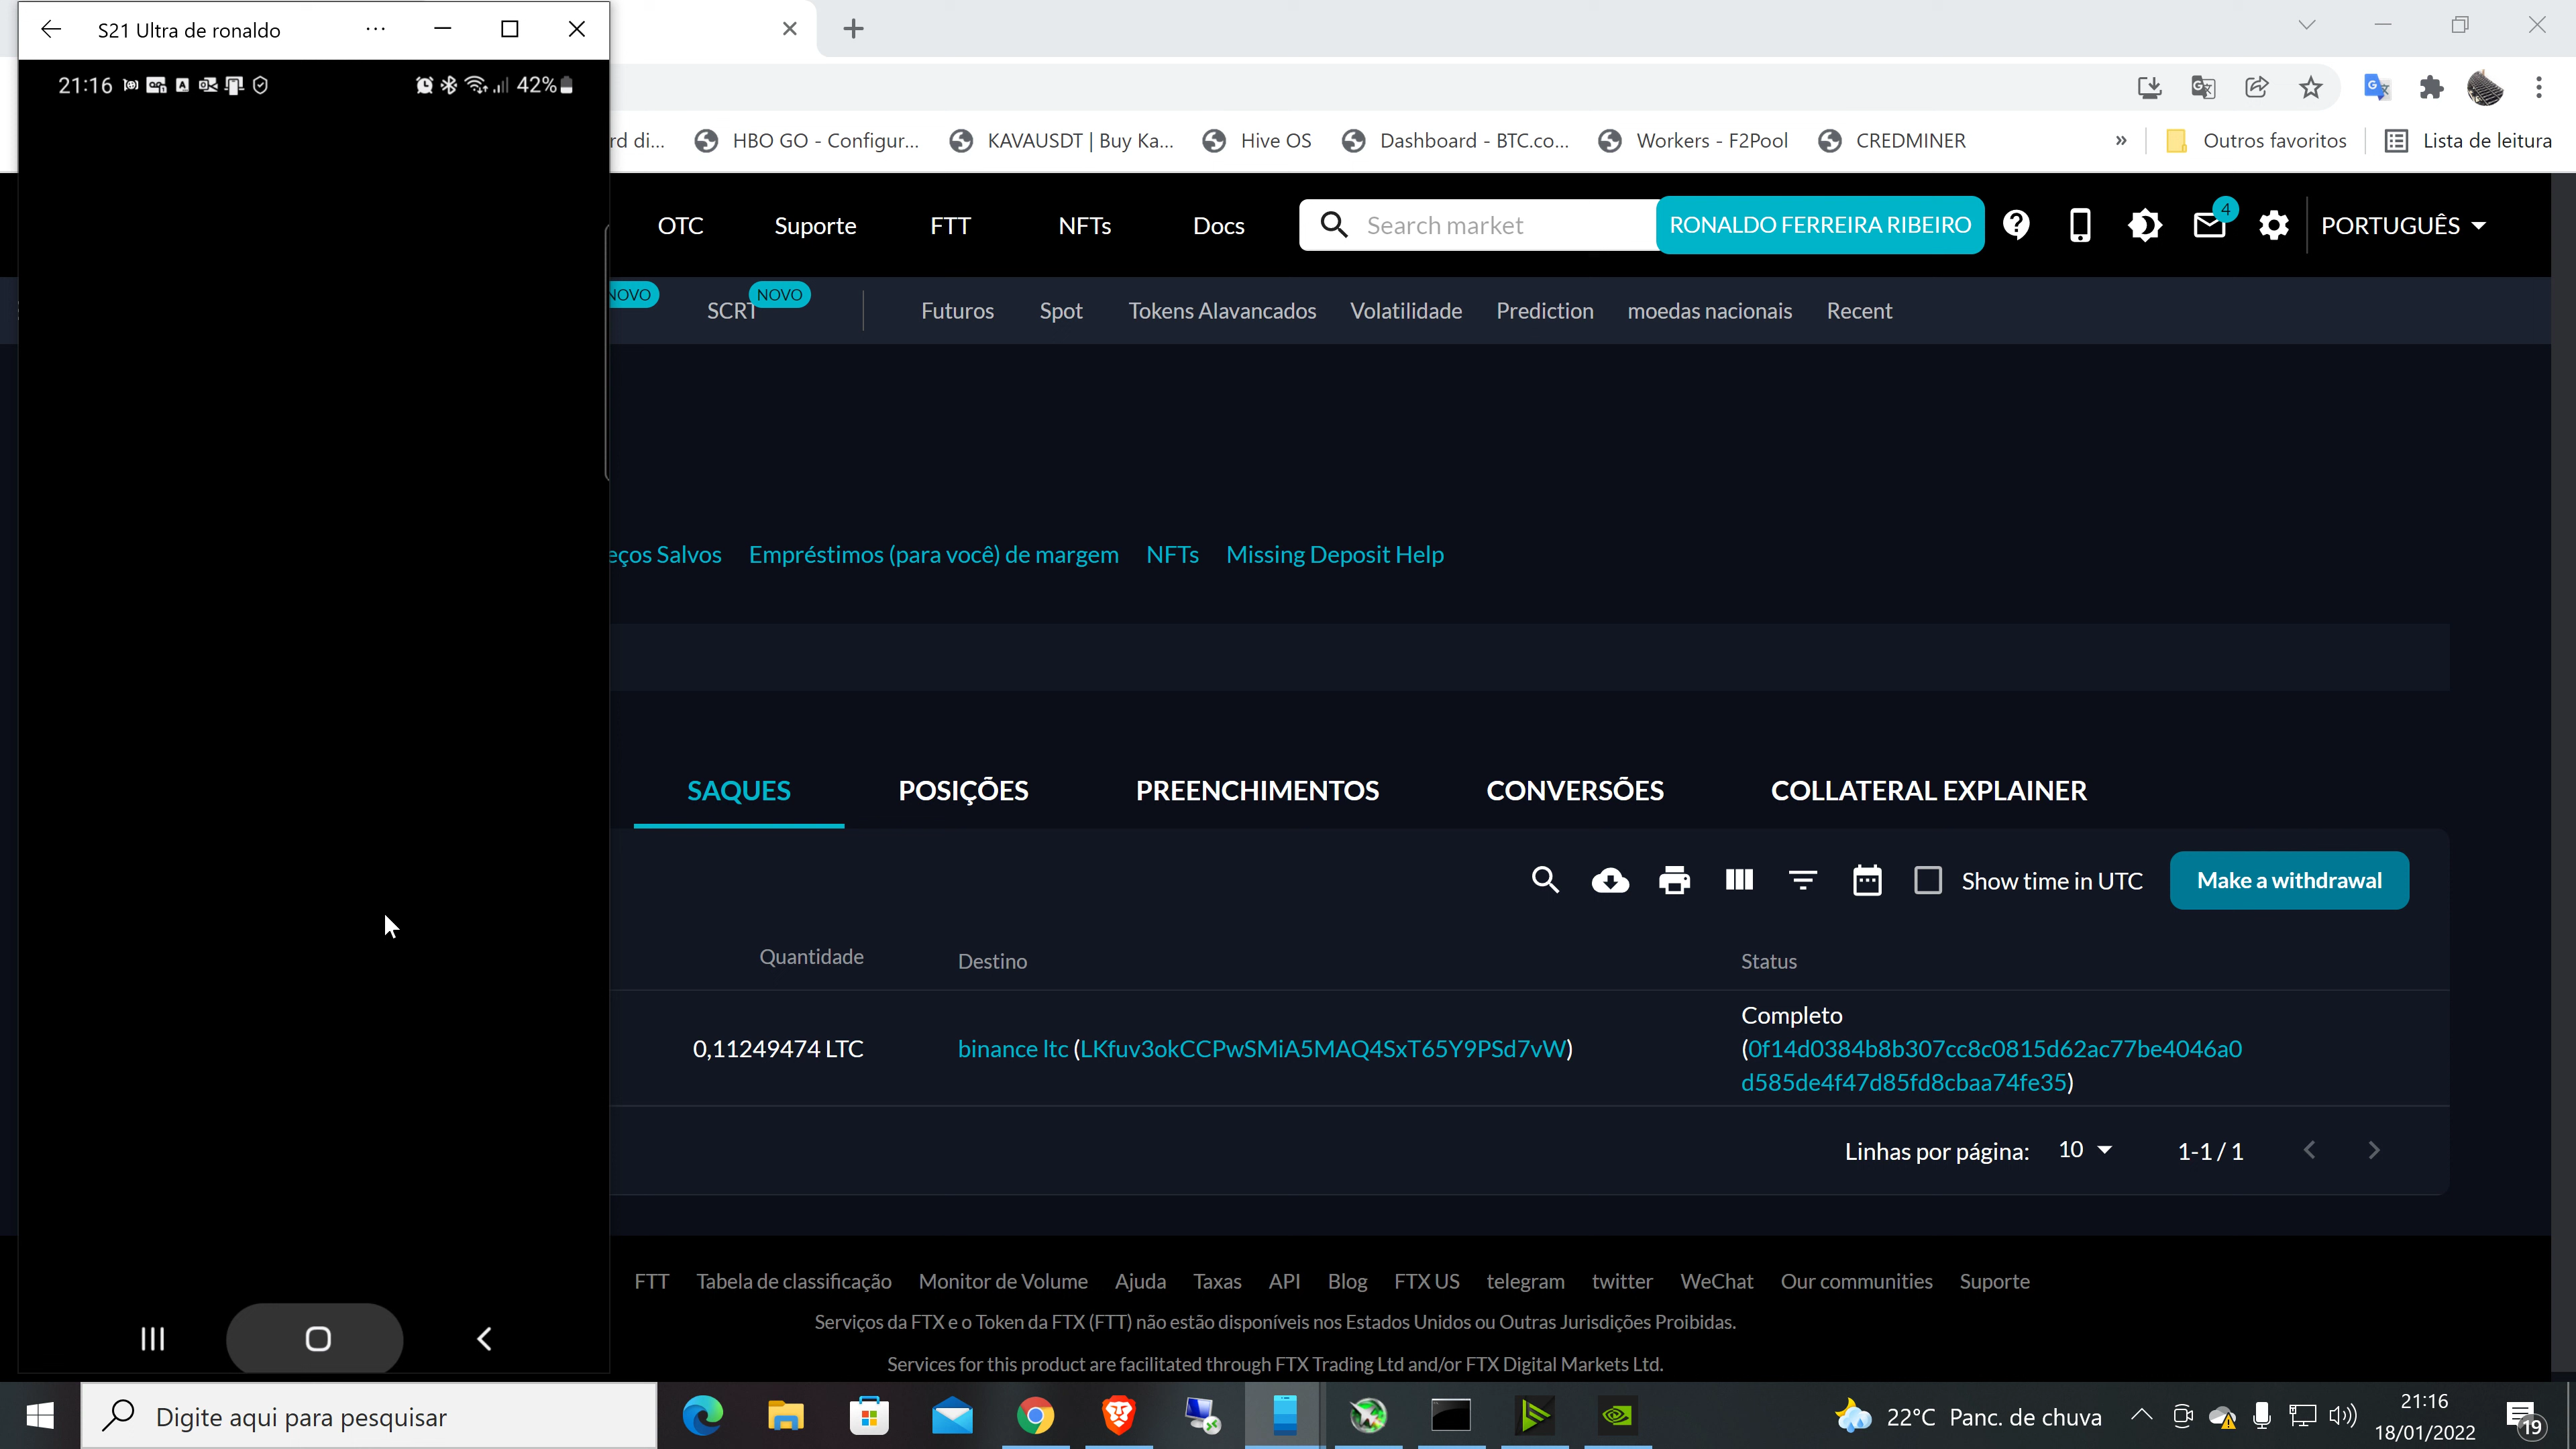 S21 Ultra de ronaldo
21:16
42%
rd di...
HBO GO - Configur...
KAVAUSDT | Buy Ka...
Hive OS
Dashboard - BTC.co...
Workers - F2Pool
CREDMINER
»
Outros favoritos
Lista de leitura
OTC
Suporte
FTT
NFTs
Docs
Search market
RONALDO FERREIRA RIBEIRO
4
PORTUGUÊS
NOVO
SCRT
NOVO
Futuros
Spot
Tokens Alavancados
Volatilidade
Prediction
moedas nacionais
Recent
eços Salvos
Empréstimos (para você) de margem
NFTs
Missing Deposit Help
SAQUES
POSIÇÕES
PREENCHIMENTOS
CONVERSÕES
COLLATERAL EXPLAINER
Show time in UTC
Make a withdrawal
Quantidade
Destino
Status
0,11249474 LTC
binance ltc (LKfuv3okCCPwSMiA5MAQ4SxT65Y9PSd7vW)
Completo
(0f14d0384b8b307cc8c0815d62ac77be4046a0
d585de4f47d85fd8cbaa74fe35)
Linhas por página:
10
1-1 / 1
FTT
Tabela de classificação
Monitor de Volume
Ajuda
Taxas
API
Blog
FTX US
telegram
twitter
WeChat
Our communities
Suporte
Serviços da FTX e o Token da FTX (FTT) não estão disponíveis nos Estados Unidos ou Outras Jurisdições Proibidas.
Services for this product are facilitated through FTX Trading Ltd and/or FTX Digital Markets Ltd.
Digite aqui para pesquisar
22°C Panc. de chuva
21:16
18/01/2022
19